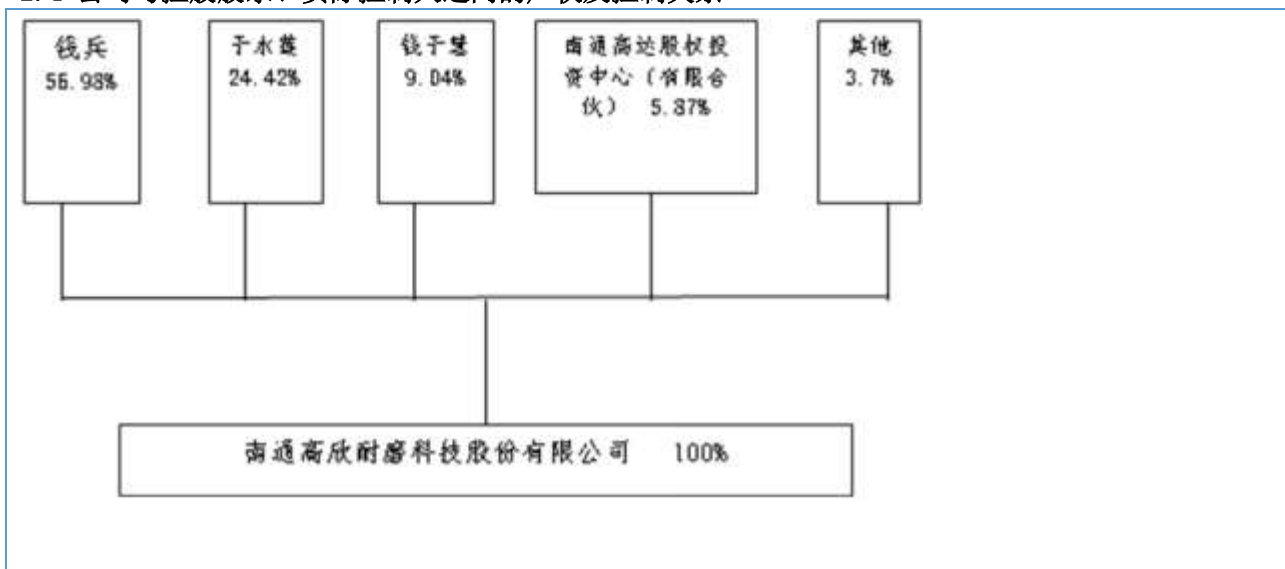 钱兵
56.98%
于水莲
24.42%
钱于慧
9.04%
南通高达股权投
资中心（有限合
伙） 5.87%
其他
3.7%
南通高欣耐磨科技股份有限公司 100%